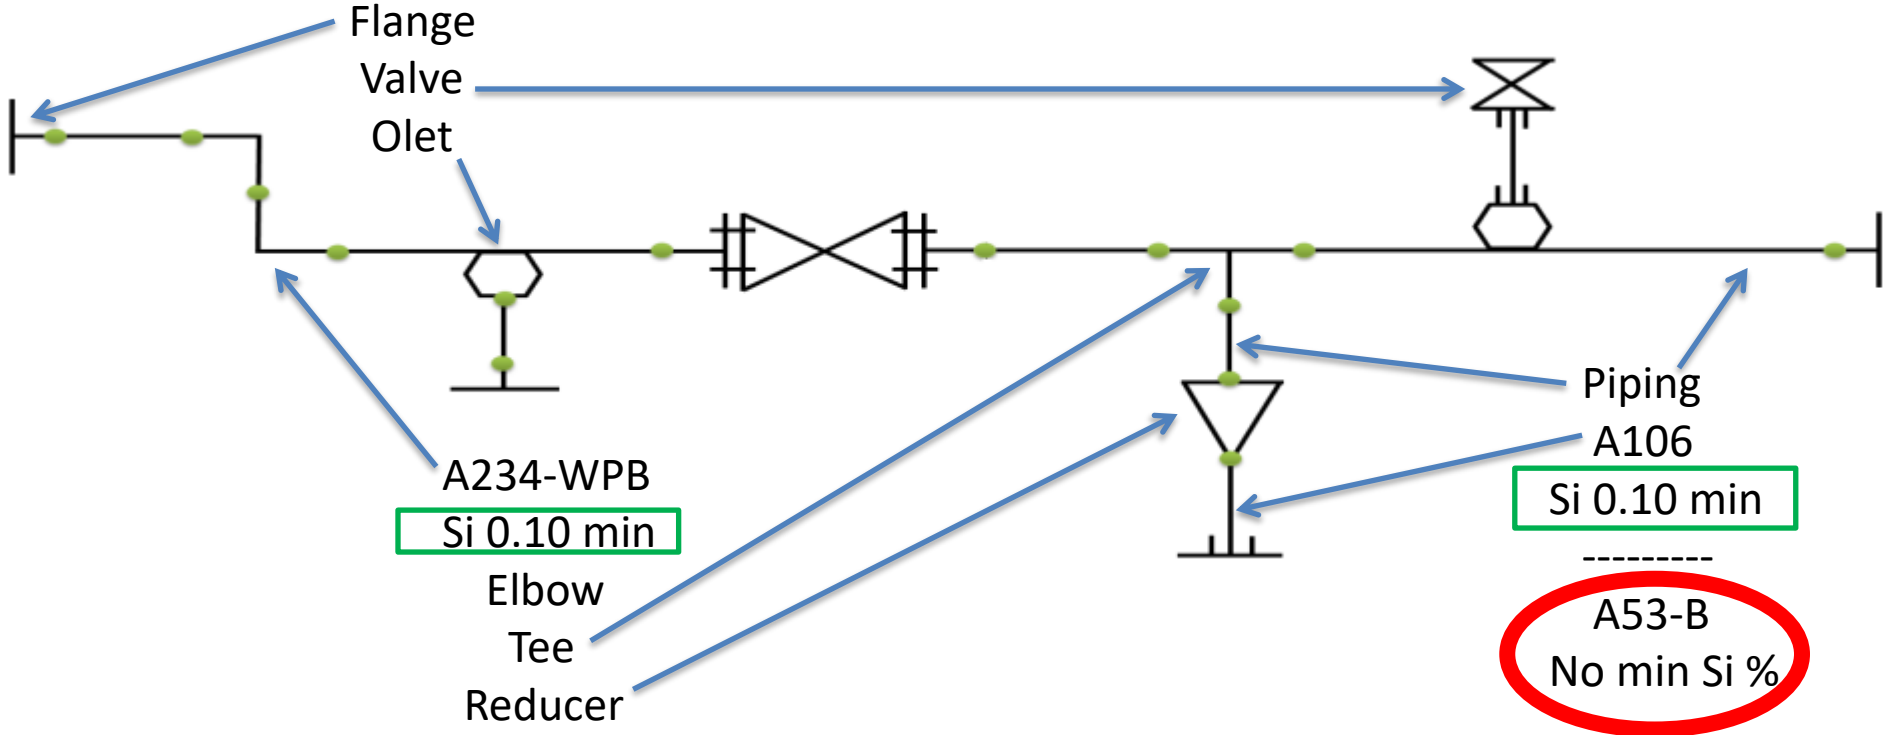 Flange
Valve
Olet
A234-WPB
Si 0.10 min
Elbow
Tee
Reducer
Piping
A106
Si 0.10 min
---------
A53-B
No min Si %